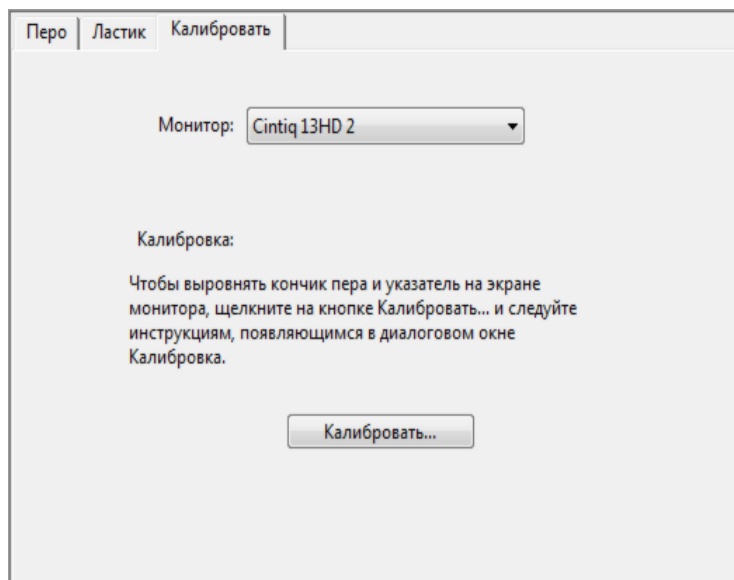 Перо Ластик Калибровать
Монитор: Cintiq 13HD 2
Калибровка:
Чтобы выровнять кончик пера и указатель на экране
монитора, щелкните на кнопке Калибровать... и следуйте
инструкциям, появляющимся в диалоговом окне
Калибровка.
Калибровать...